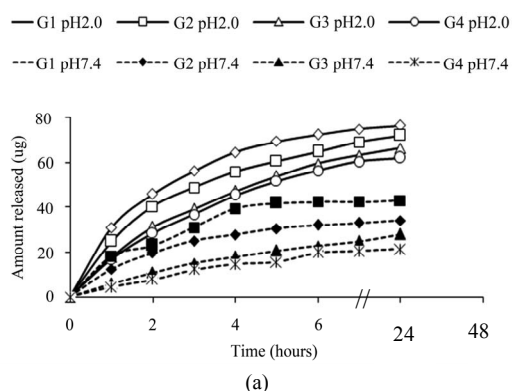 G1 pH2.0 G2 pH2.0 G3 pH2.0 G4 pH2.0
G1 pH7.4 G2 pH7.4 G3 pH7.4 G4 pH7.4
80
60
40
20
0
Amount released (ug)
0 2 4 6 24 48
Time (hours)
(a)